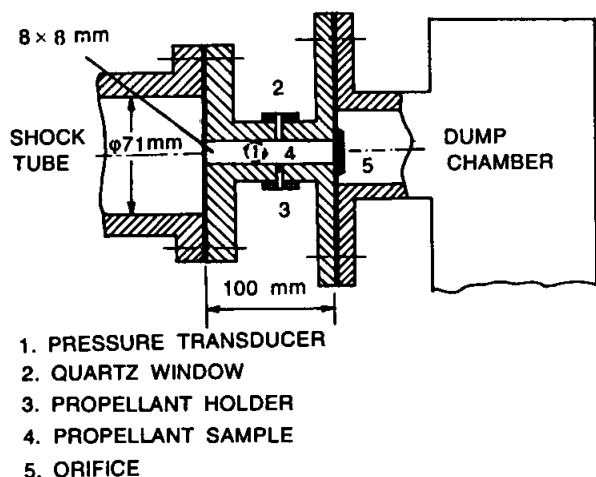 8 × 8 mm
2
SHOCK
TUBE
φ71mm
1
4
5
DUMP
CHAMBER
3
100 mm
1. PRESSURE TRANSDUCER
2. QUARTZ WINDOW
3. PROPELLANT HOLDER
4. PROPELLANT SAMPLE
5. ORIFICE